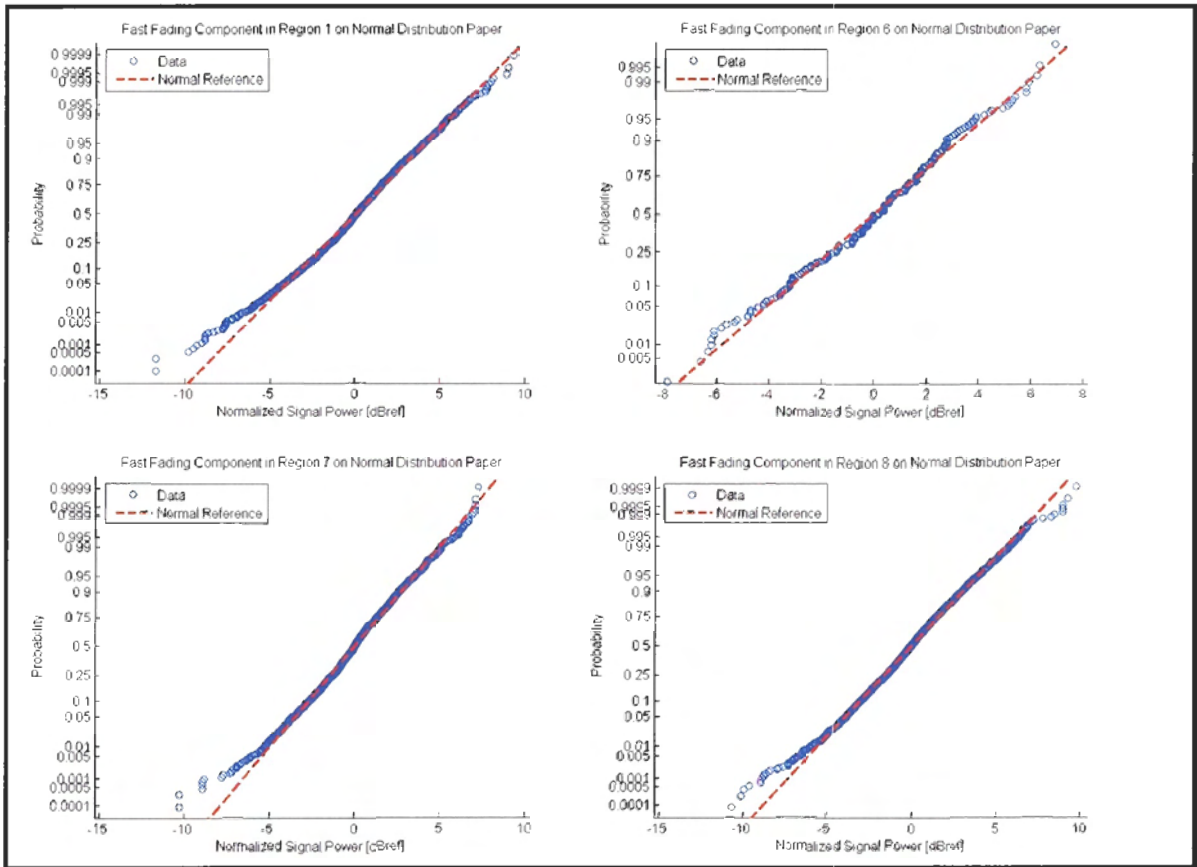 Fast Fading Component in Region 1 on Normal Distribution Paper
Data
Normal Reference
0.9999
0.9995
0.999
0.995
0.99
0.95
0.9
0.75
0.5
0.25
0.1
0.05
0.01
0.005
0.001
0.0005
0.0001
Probability
-15 -10 -5 0 5 10
Normalized Signal Power [dBref]
Fast Fading Component in Region 6 on Normal Distribution Paper
Data
Normal Reference
0.995
0.99
0.95
0.9
0.75
0.5
0.25
0.1
0.05
0.01
0.005
Probability
-8 -6 -4 -2 0 2 4 6 8
Normalized Signal Power [dBref]
Fast Fading Component in Region 7 on Normal Distribution Paper
Data
Normal Reference
0.9999
0.9995
0.999
0.995
0.99
0.95
0.9
0.75
0.5
0.25
0.1
0.05
0.01
0.005
0.001
0.0005
0.0001
Probability
-15 -10 -5 0 5 10
Normalized Signal Power [dBref]
Fast Fading Component in Region 8 on Normal Distribution Paper
Data
Normal Reference
0.9999
0.9995
0.999
0.995
0.99
0.95
0.9
0.75
0.5
0.25
0.1
0.05
0.01
0.005
0.001
0.0005
0.0001
Probability
-15 -10 -5 0 5 10
Normalized Signal Power [dBref]